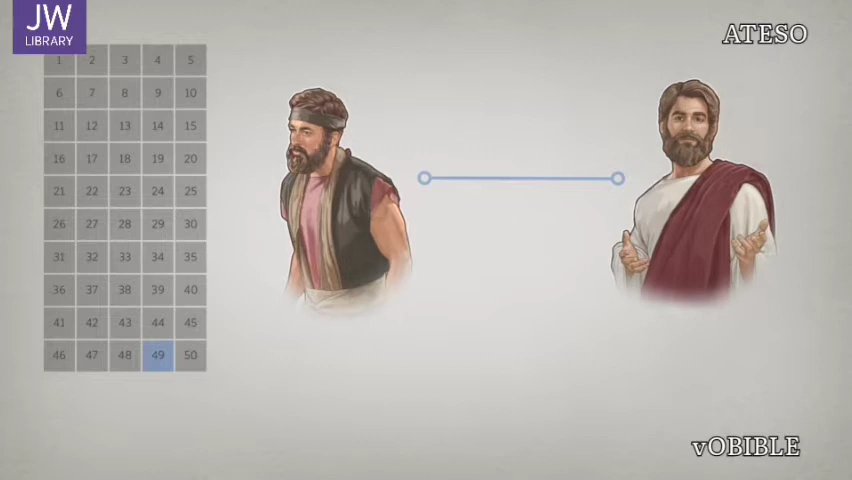 JW
LIBRARY
ATESO
1 2 3 4 5
6 7 8 9 10
11 12 13 14 15
16 17 18 19 20
21 22 23 24 25
26 27 28 29 30
31 32 33 34 35
36 37 38 39 40
41 42 43 44 45
46 47 48 49 50
vOBIBLE